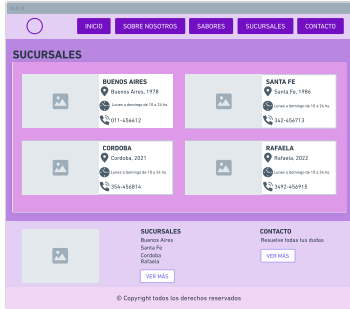 INICIO
SOBRE NOSOTROS
SABORES
SUCURSALES
CONTACTO
SUCURSALES
BUENOS AIRES
Buenos Aires, 1978
Lunes a domingo de 10 a 24 hs.
011-456612
SANTA FE
Santa Fe, 1986
Lunes a domingo de 10 a 24 hs.
342-456713
CORDOBA
Cordoba, 2021
Lunes a domingo de 10 a 24 hs.
354-456814
RAFAELA
Rafaela, 2022
Lunes a domingo de 10 a 24 hs.
3492-456915
SUCURSALES
Buenos Aires
Santa Fe
Cordoba
Rafaela
VER MÁS
CONTACTO
Resuelve todas tus dudas
VER MÁS
© Copyright todos los derechos reservados